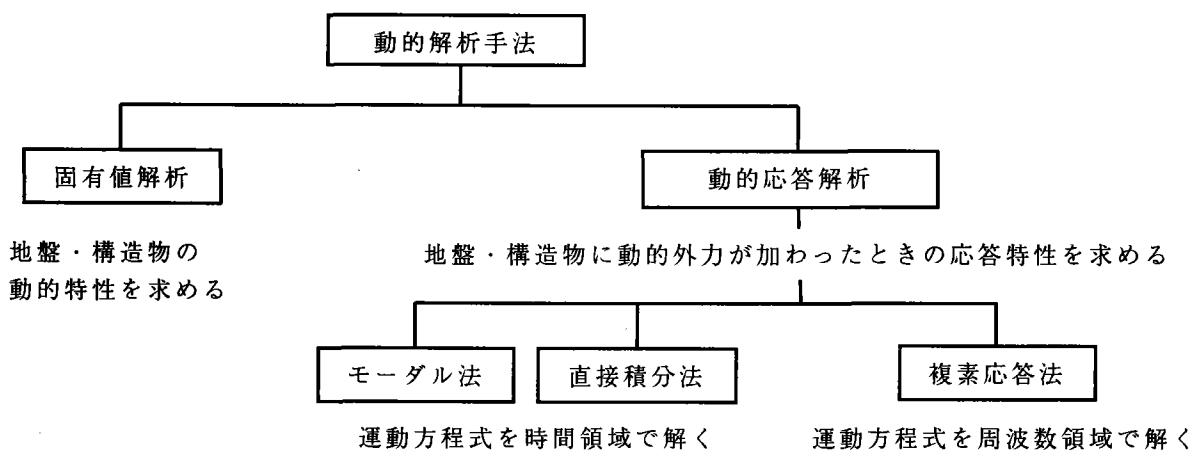 動的解析手法
固有値解析
動的応答解析
地盤・構造物の
動的特性を求める
地盤・構造物に動的外力が加わったときの応答特性を求める
モーダル法
直接積分法
複素応答法
運動方程式を時間領域で解く
運動方程式を周波数領域で解く